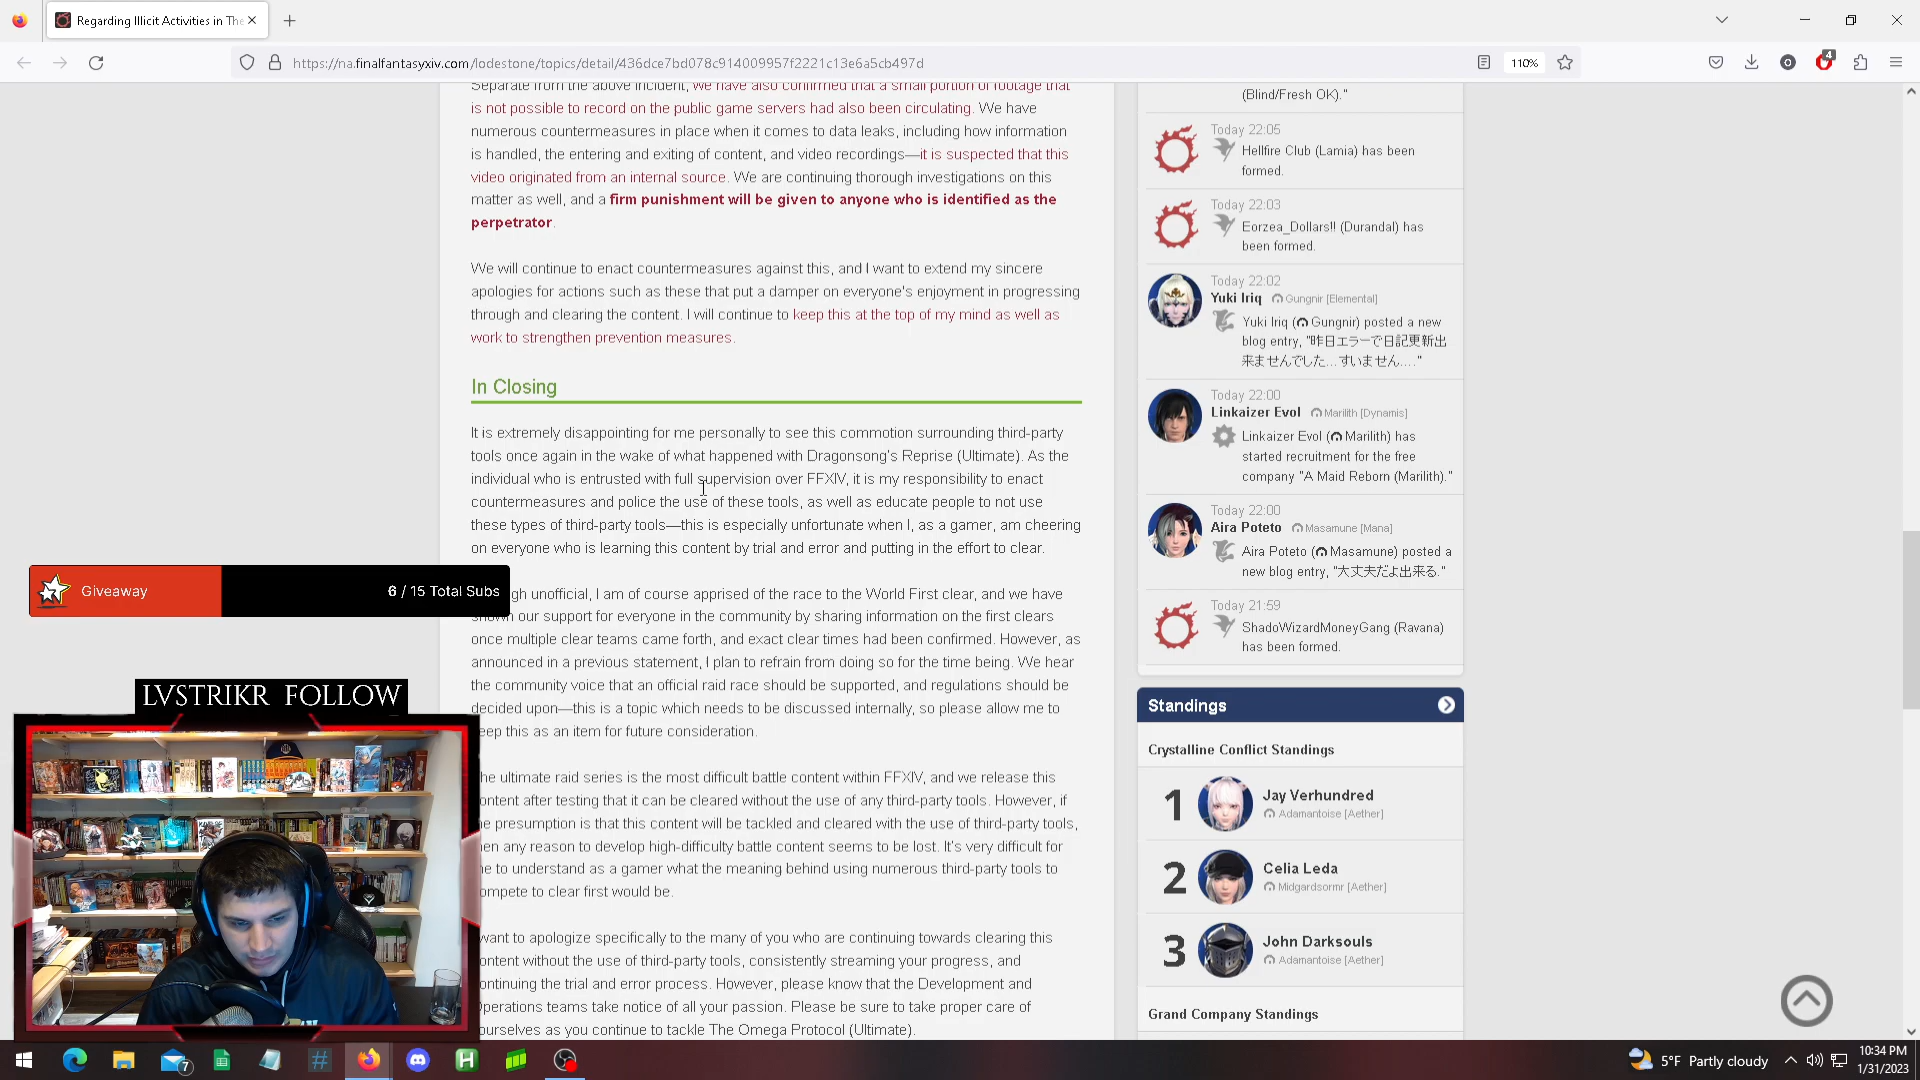 Regarding Illicit Activities in The
https://na.finalfantasyxiv.com/lodestone/topics/detail/436dce7bd078c914009957f2221c13e6a5cb497d
110%
4
Separate from the above incident, we have also confirmed that a small portion of footage that
is not possible to record on the public game servers had also been circulating. We have
numerous countermeasures in place when it comes to data leaks, including how information
is handled, the entering and exiting of content, and video recordings—it is suspected that this
video originated from an internal source. We are continuing thorough investigations on this
matter as well, and a firm punishment will be given to anyone who is identified as the
perpetrator.
We will continue to enact countermeasures against this, and I want to extend my sincere
apologies for actions such as these that put a damper on everyone's enjoyment in progressing
through and clearing the content. I will continue to keep this at the top of my mind as well as
work to strengthen prevention measures.
In Closing
It is extremely disappointing for me personally to see this commotion surrounding third-party
tools once again in the wake of what happened with Dragonsong's Reprise (Ultimate). As the
individual who is entrusted with full supervision over FFXIV, it is my responsibility to enact
countermeasures and police the use of these tools, as well as educate people to not use
these types of third-party tools—this is especially unfortunate when I, as a gamer, am cheering
on everyone who is learning this content by trial and error and putting in the effort to clear.
gh unofficial, I am of course apprised of the race to the World First clear, and we have
shown our support for everyone in the community by sharing information on the first clears
once multiple clear teams came forth, and exact clear times had been confirmed. However, as
announced in a previous statement, I plan to refrain from doing so for the time being. We hear
the community voice that an official raid race should be supported, and regulations should be
decided upon—this is a topic which needs to be discussed internally, so please allow me to
eep this as an item for future consideration.
he ultimate raid series is the most difficult battle content within FFXIV, and we release this
ontent after testing that it can be cleared without the use of any third-party tools. However, if
he presumption is that this content will be tackled and cleared with the use of third-party tools,
hen any reason to develop high-difficulty battle content seems to be lost. It's very difficult for
e to understand as a gamer what the meaning behind using numerous third-party tools to
ompete to clear first would be.
want to apologize specifically to the many of you who are continuing towards clearing this
ontent without the use of third-party tools, consistently streaming your progress, and
ontinuing the trial and error process. However, please know that the Development and
perations teams take notice of all your passion. Please be sure to take proper care of
ourselves as you continue to tackle The Omega Protocol (Ultimate).
(Blind/Fresh OK)."
Today 22:05
Hellfire Club (Lamia) has been
formed.
Today 22:03
Eorzea_Dollars!! (Durandal) has
been formed.
Today 22:02
Yuki Iriq Gungnir [Elemental]
Yuki Iriq (Gungnir) posted a new
blog entry, "昨日エラーで日記更新出
来ませんでした…すいません…."
Today 22:00
Linkaizer Evol Marilith [Dynamis]
Linkaizer Evol (Marilith) has
started recruitment for the free
company "A Maid Reborn (Marilith)."
Today 22:00
Aira Poteto Masamune [Mana]
Aira Poteto (Masamune) posted a
new blog entry, "大丈夫だよ出来る."
Today 21:59
ShadoWizardMoneyGang (Ravana)
has been formed.
Standings
Crystalline Conflict Standings
1 Jay Verhundred
Adamantoise [Aether]
2 Celia Leda
Midgardsormr [Aether]
3 John Darksouls
Adamantoise [Aether]
Grand Company Standings
Giveaway 6 / 15 Total Subs
LVSTRIKR FOLLOW
7
5°F Partly cloudy
10:34 PM
1/31/2023